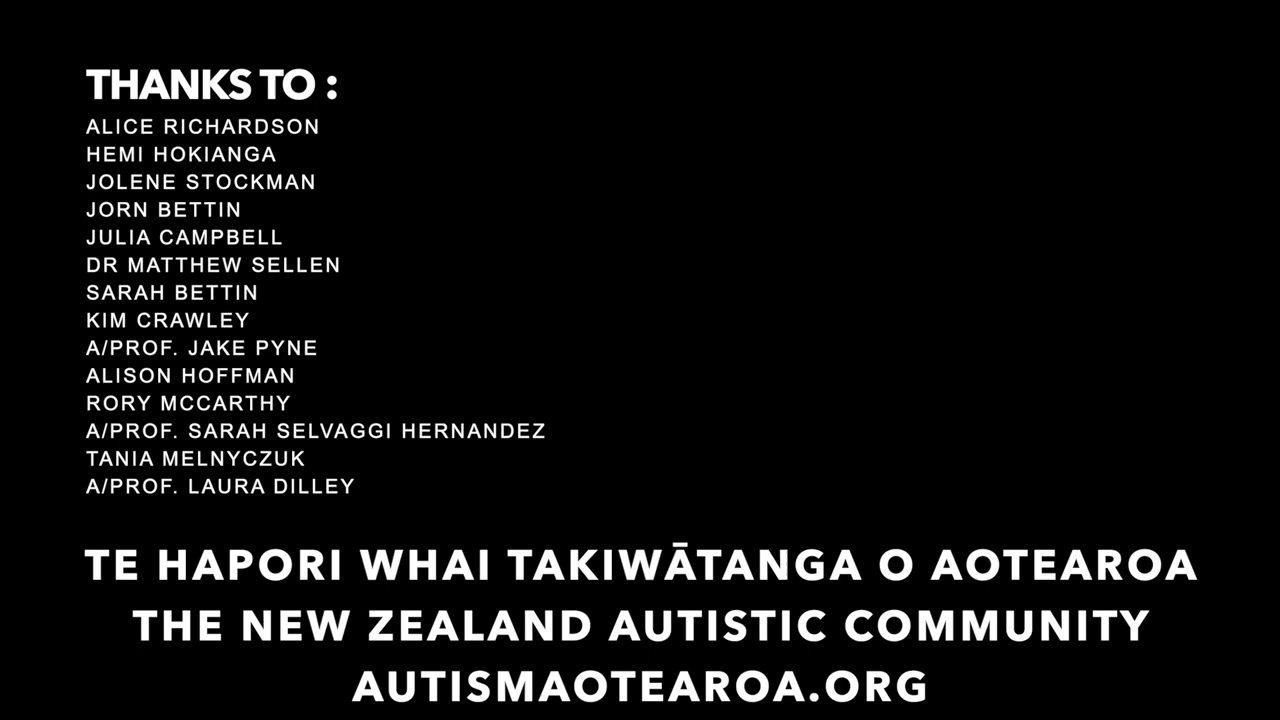 THANKS TO :
ALICE RICHARDSON
HEMI HOKIANGA
JOLENE STOCKMAN
JORN BETTIN
JULIA CAMPBELL
DR MATTHEW SELLEN
SARAH BETTIN
KIM CRAWLEY
A/PROF. JAKE PYNE
ALISON HOFFMAN
RORY MCCARTHY
A/PROF. SARAH SELVAGGI HERNANDEZ
TANIA MELNYCZUK
A/PROF. LAURA DILLEY
TE HAPORI WHAI TAKIWĀTANGA O AOTEAROA
THE NEW ZEALAND AUTISTIC COMMUNITY
AUTISMAOTEAROA.ORG